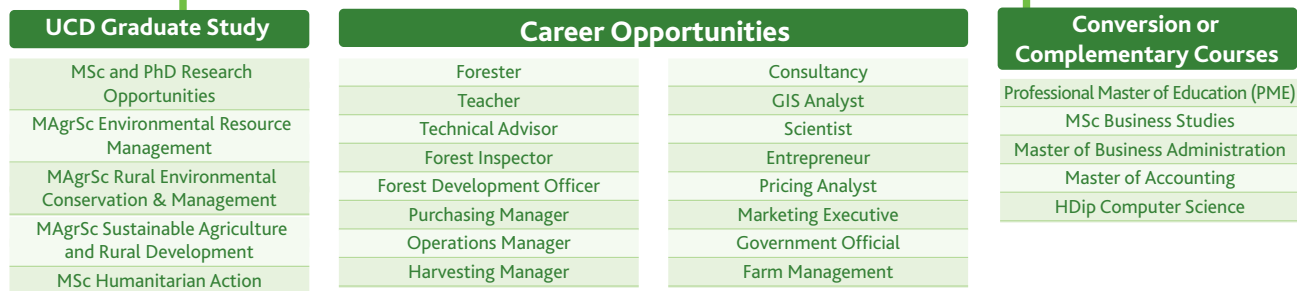 UCD Graduate Study
MSc and PhD Research
Opportunities
MAgrSc Environmental Resource
Management
MAgrSc Rural Environmental
Conservation & Management
MAgrSc Sustainable Agriculture
and Rural Development
MSc Humanitarian Action
Career Opportunities
Forester
Teacher
Technical Advisor
Forest Inspector
Forest Development Officer
Purchasing Manager
Operations Manager
Harvesting Manager
Consultancy
GIS Analyst
Scientist
Entrepreneur
Pricing Analyst
Marketing Executive
Government Official
Farm Management
Conversion or
Complementary Courses
Professional Master of Education (PME)
MSc Business Studies
Master of Business Administration
Master of Accounting
HDip Computer Science